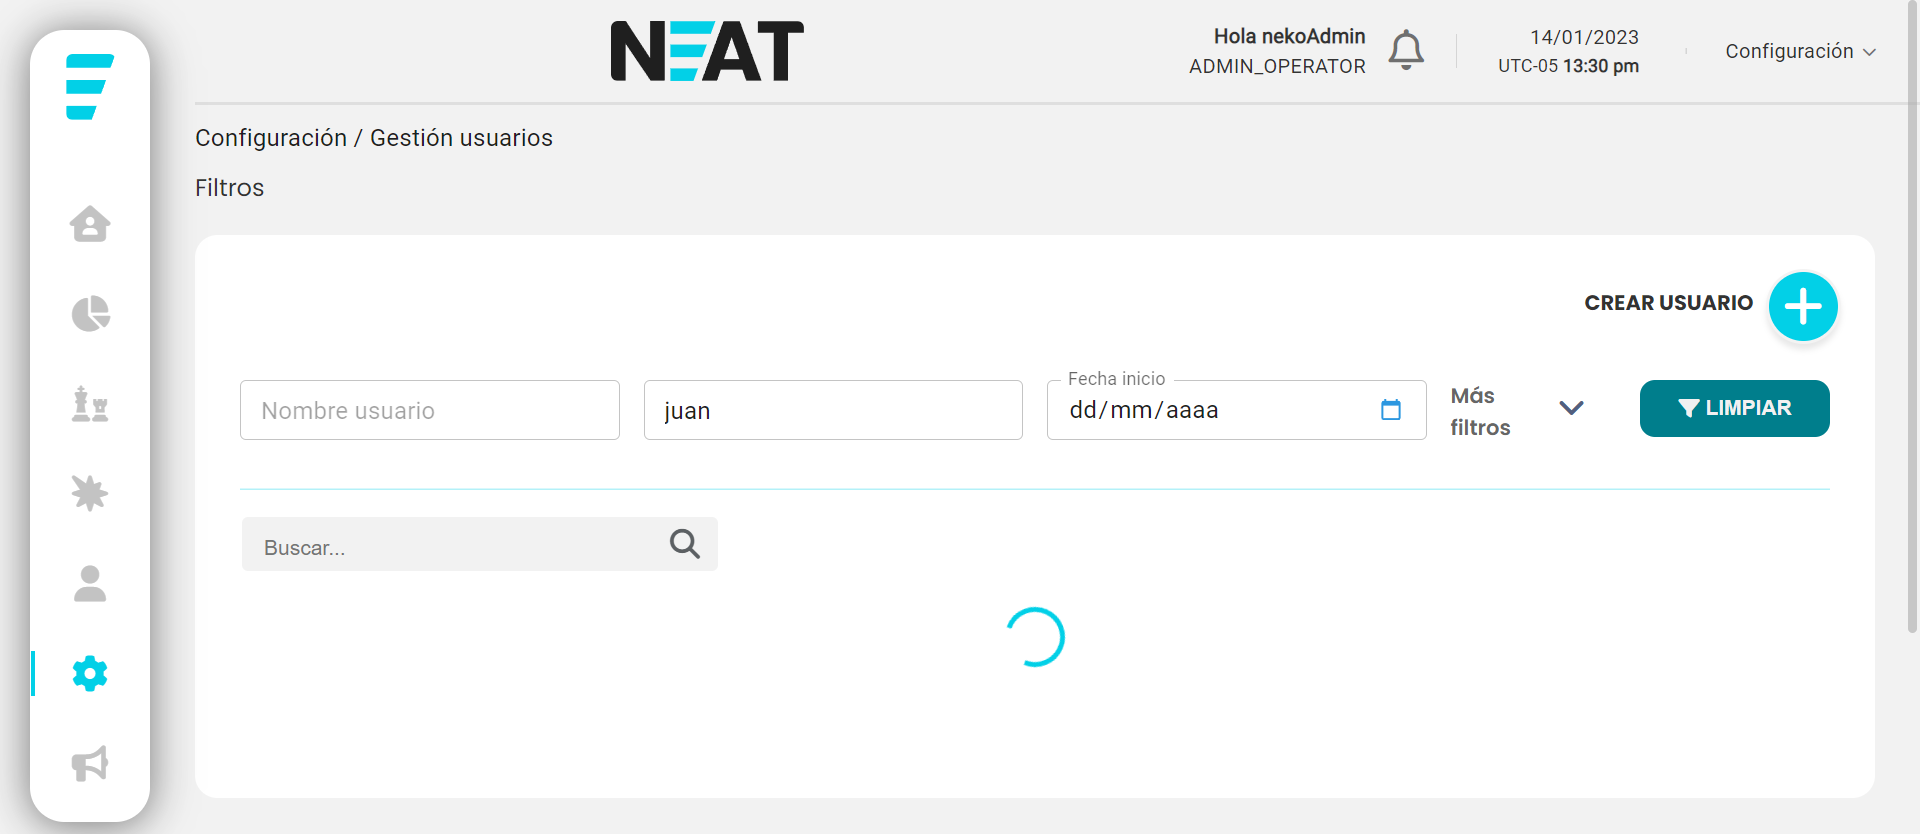 NEAT
Hola nekoAdmin
ADMIN_OPERATOR
14/01/2023
UTC-05 13:30 pm
Configuración
Configuración / Gestión usuarios
Filtros
CREAR USUARIO
Nombre usuario
juan
Fecha inicio
dd/mm/aaaa
Más
filtros
LIMPIAR
Buscar...